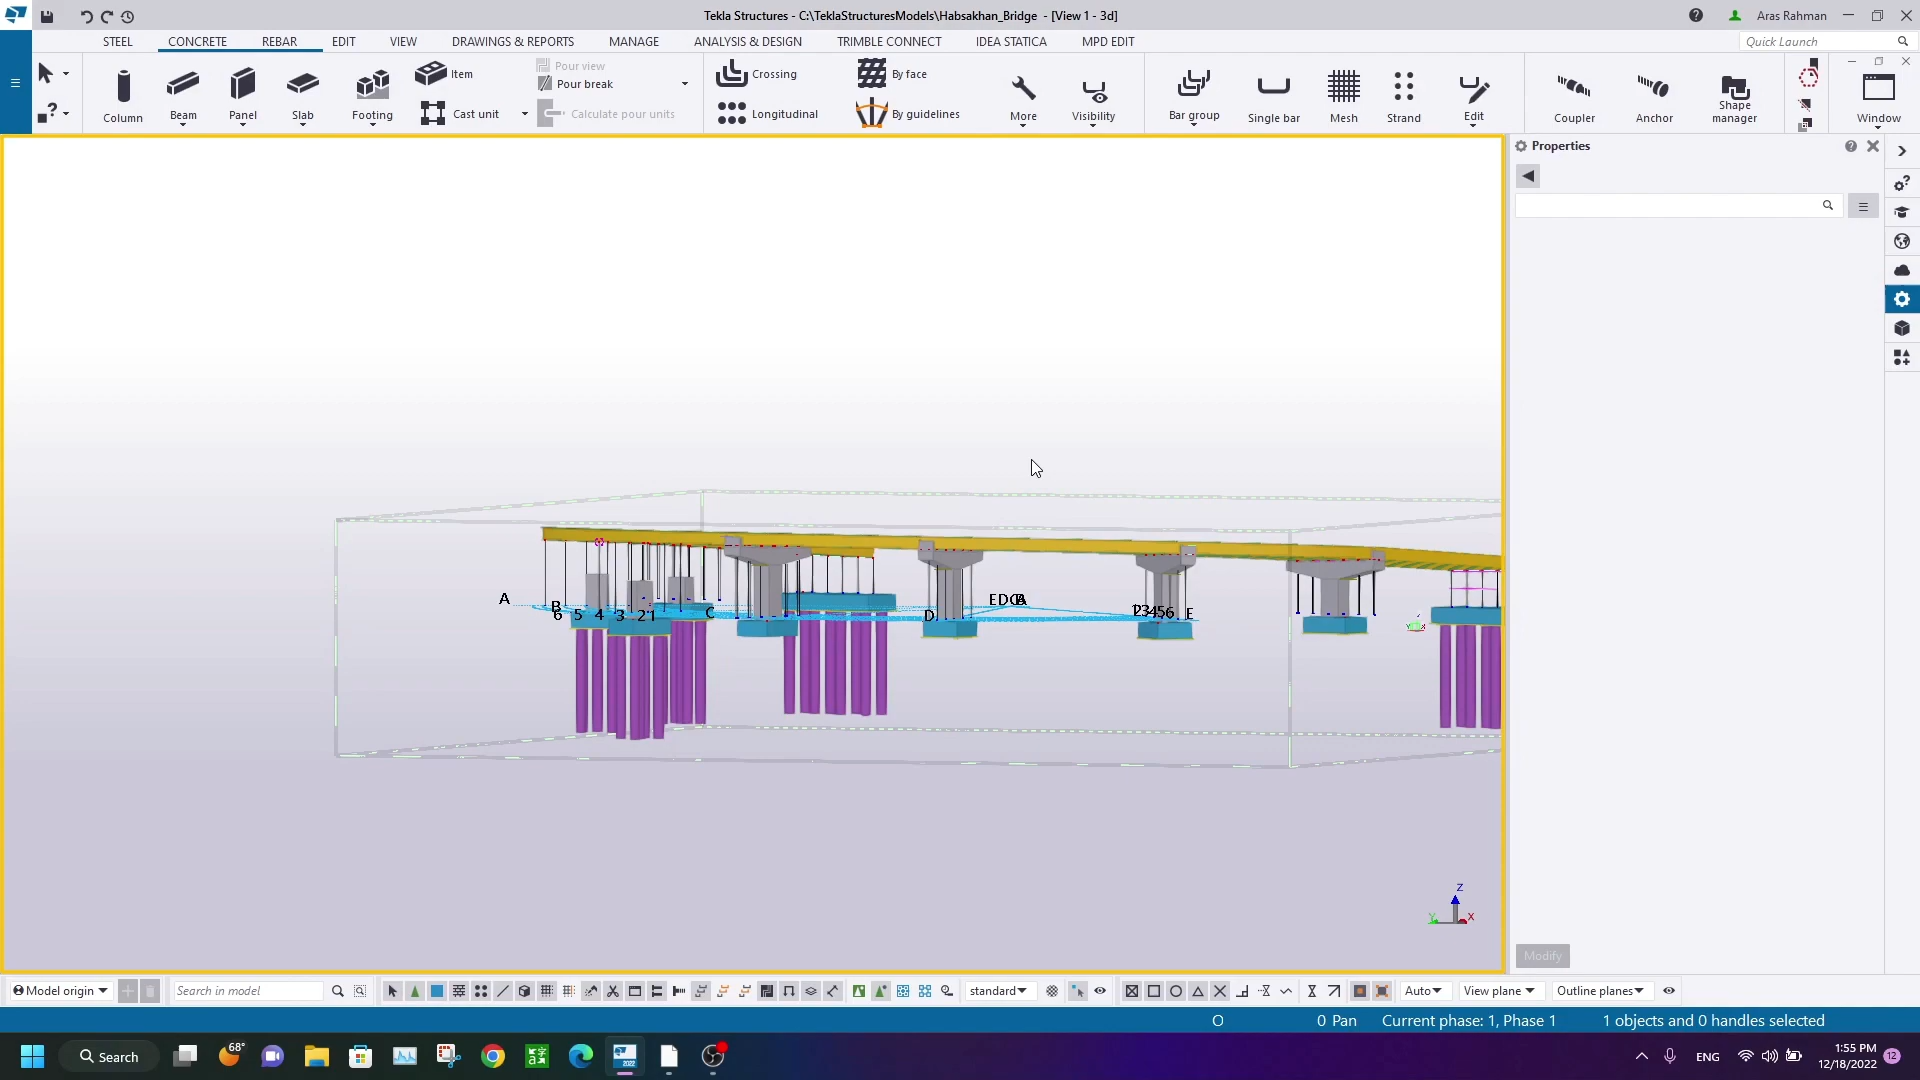 Tekla Structures - C:\TeklaStructuresModels\Habsakhan_Bridge - [View 1 - 3d]
Aras Rahman
STEEL CONCRETE REBAR EDIT VIEW DRAWINGS & REPORTS MANAGE ANALYSIS & DESIGN TRIMBLE CONNECT IDEA STATICA MPD EDIT
Quick Launch
Column
Beam
Panel
Slab
Footing
Item
Cast unit
Pour view
Pour break
Calculate pour units
Crossing
Longitudinal
By face
By guidelines
More
Visibility
Bar group
Single bar
Mesh
Strand
Edit
Coupler
Anchor
Shape manager
Window
Properties
A
B
6 5 4 3 2 1
C
D
E D C B A
E
Z
Y
X
Modify
Model origin
Search in model
standard
Auto
View plane
Outline planes
O
0 Pan
Current phase: 1, Phase 1
1 objects and 0 handles selected
Search
68°
2022
ENG
1:55 PM
12/18/2022
12